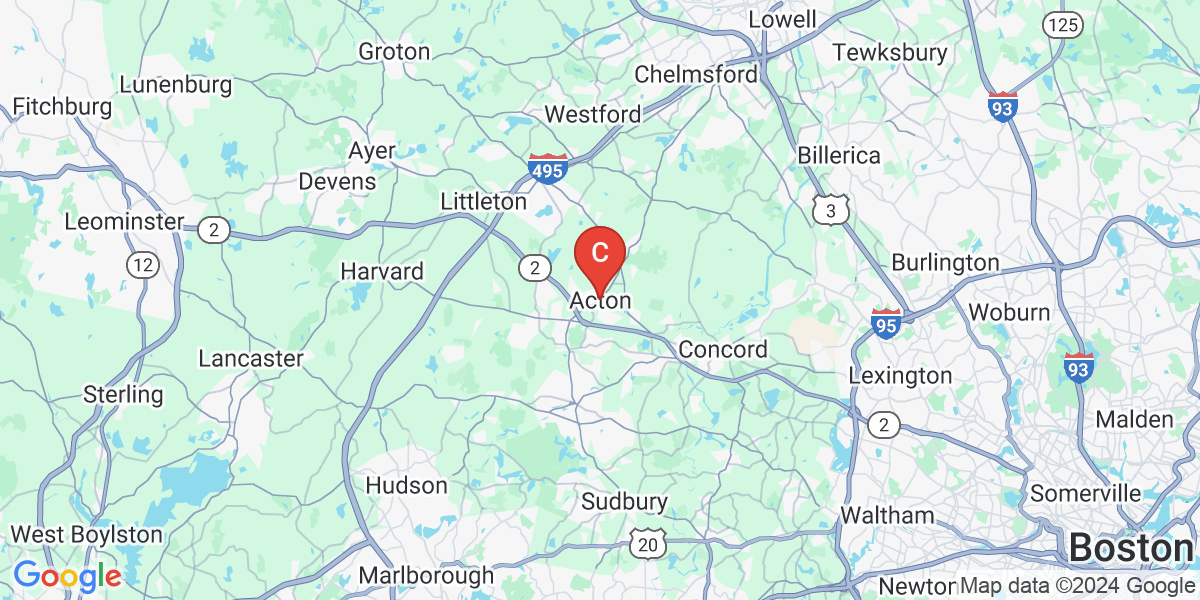 Lowell
125
Groton
Tewksbury
Chelmsford
Lunenburg
Fitchburg
93
Westford
Ayer
Billerica
495
Devens
Littleton
3
Leominster
2
C
12
2
Harvard
Burlington
Acton
Woburn
95
Concord
Lancaster
93
Lexington
Sterling
Malden
2
Hudson
Somerville
Sudbury
Waltham
West Boylston
20
Boston
Google
Marlborough
Newton
Map data ©2024 Google